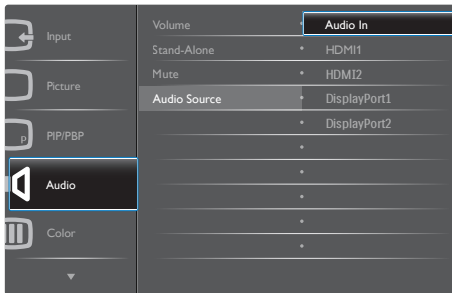 Input
Picture
P
PIP/PBP
Audio
Color
Volume
Stand-Alone
Mute
Audio Source
Audio In
HDMI1
HDMI2
DisplayPort1
DisplayPort2